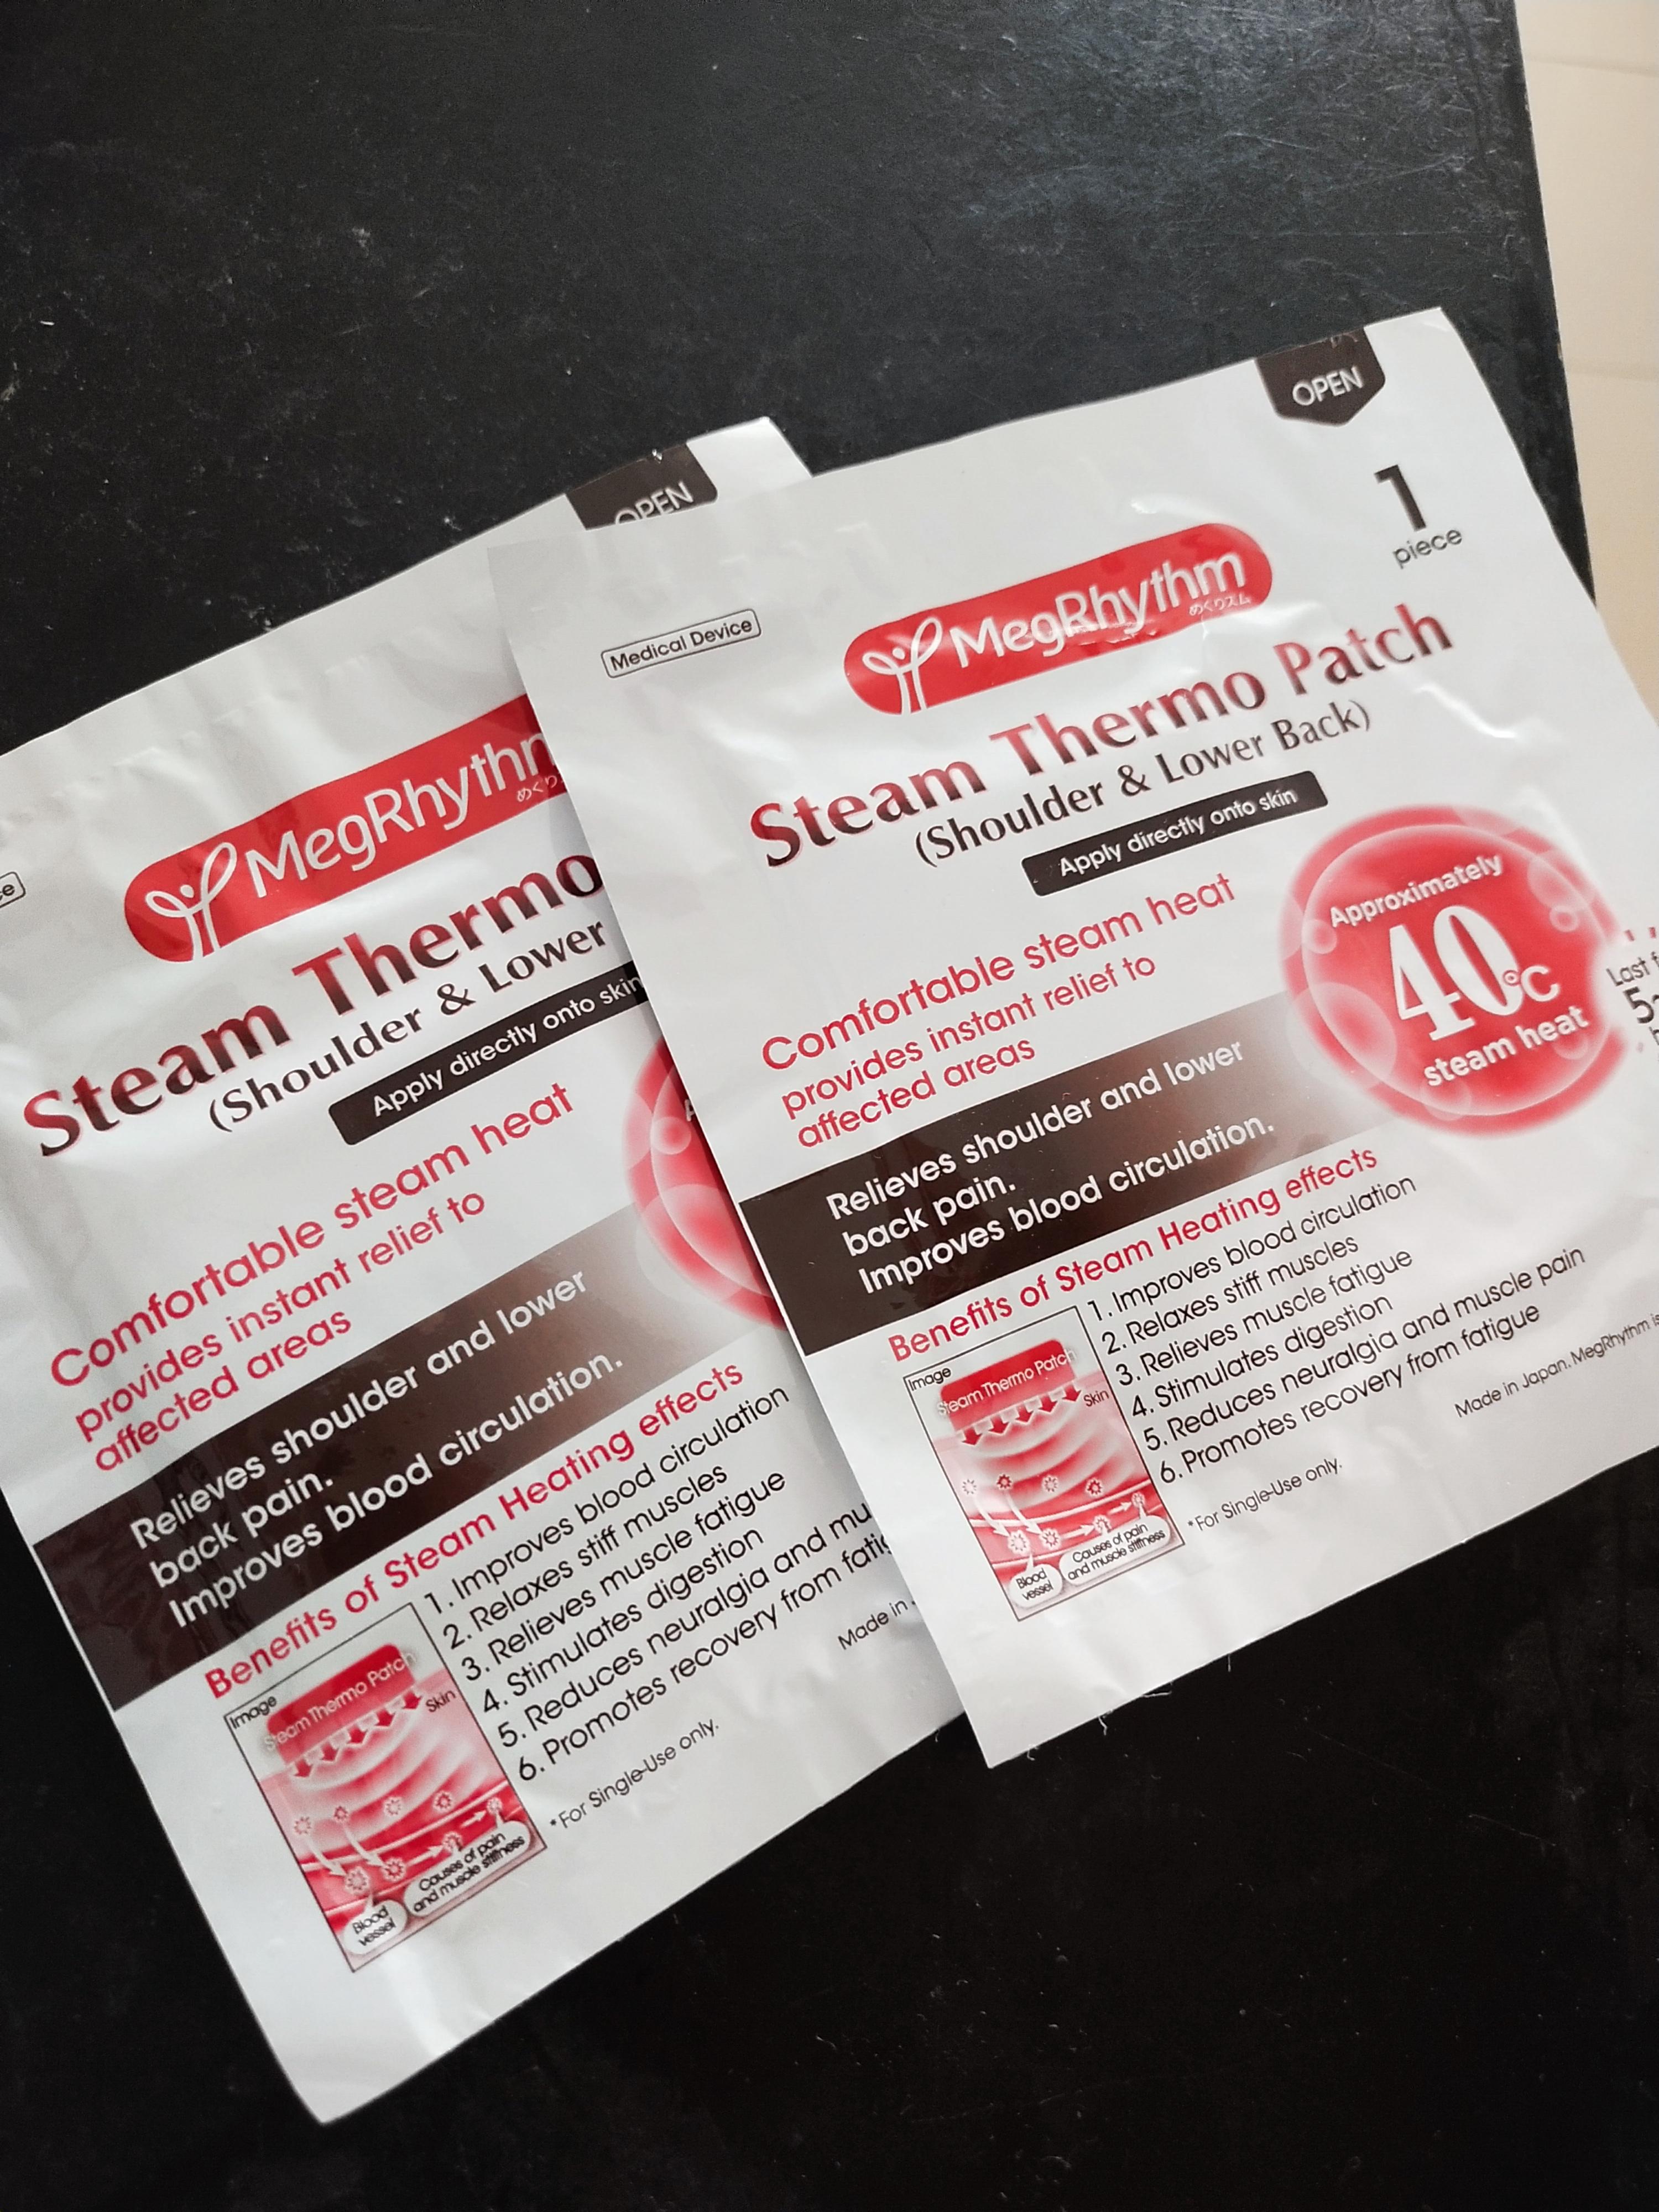 OPEN
ce
MegRhythm
めぐり
Steam Thermo
(Shoulder & Lower
Apply directly onto skin
Comfortable steam heat
provides instant relief to
affected areas
Relieves shoulder and lower
back pain.
Improves blood circulation.
Benefits of Steam Heating effects
Image
Steam Thermo Patch
Skin
Blood
vessel
Causes of pain
and muscle stiffness
1. Improves blood circulation
2. Relaxes stiff muscles
3. Relieves muscle fatigue
4. Stimulates digestion
5. Reduces neuralgia and mu
6. Promotes recovery from fatig
Made in
*For Single-Use only.
OPEN
1
piece
Medical Device
MegRhythm
めぐりズム
Steam Thermo Patch
(Shoulder & Lower Back)
Apply directly onto skin
Comfortable steam heat
provides instant relief to
affected areas
Approximately
40°C
steam heat
Last f
5-
Relieves shoulder and lower
back pain.
Improves blood circulation.
Benefits of Steam Heating effects
Image
Steam Thermo Patch
Skin
Blood
vessel
Causes of pain
and muscle stiffness
1. Improves blood circulation
2. Relaxes stiff muscles
3. Relieves muscle fatigue
4. Stimulates digestion
5. Reduces neuralgia and muscle pain
6. Promotes recovery from fatigue
Made in Japan. MegRhythm is
*For Single-Use only.